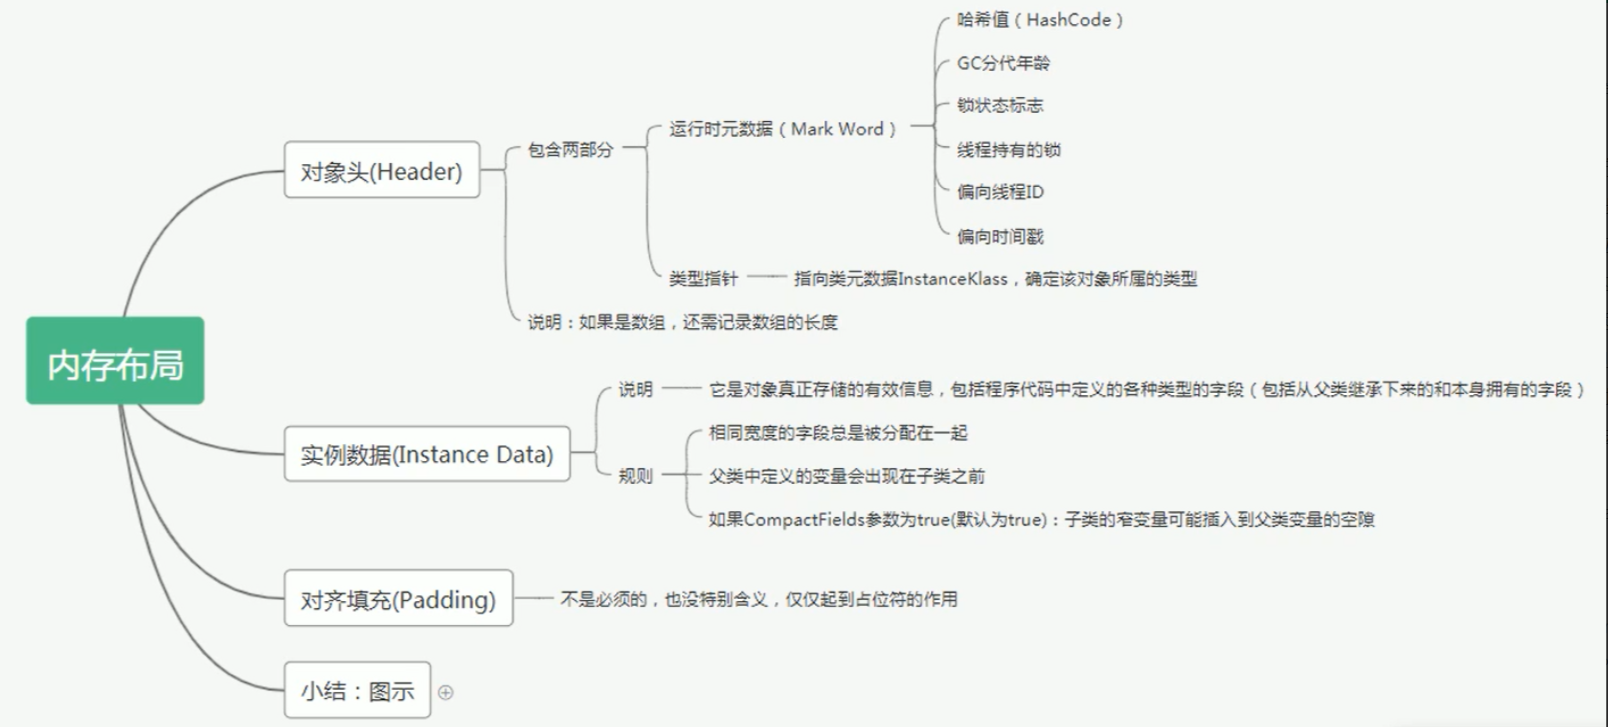 内存布局
对象头(Header)
包含两部分
运行时元数据（Mark Word）
哈希值（HashCode）
GC分代年龄
锁状态标志
线程持有的锁
偏向线程ID
偏向时间戳
类型指针
指向类元数据InstanceKlass，确定该对象所属的类型
说明：如果是数组，还需记录数组的长度
实例数据(Instance Data)
说明
它是对象真正存储的有效信息，包括程序代码中定义的各种类型的字段（包括从父类继承下来的和本身拥有的字段）
规则
相同宽度的字段总是被分配在一起
父类中定义的变量会出现在子类之前
如果CompactFields参数为true(默认为true)：子类的窄变量可能插入到父类变量的空隙
对齐填充(Padding)
不是必须的，也没特别含义，仅仅起到占位符的作用
小结：图示